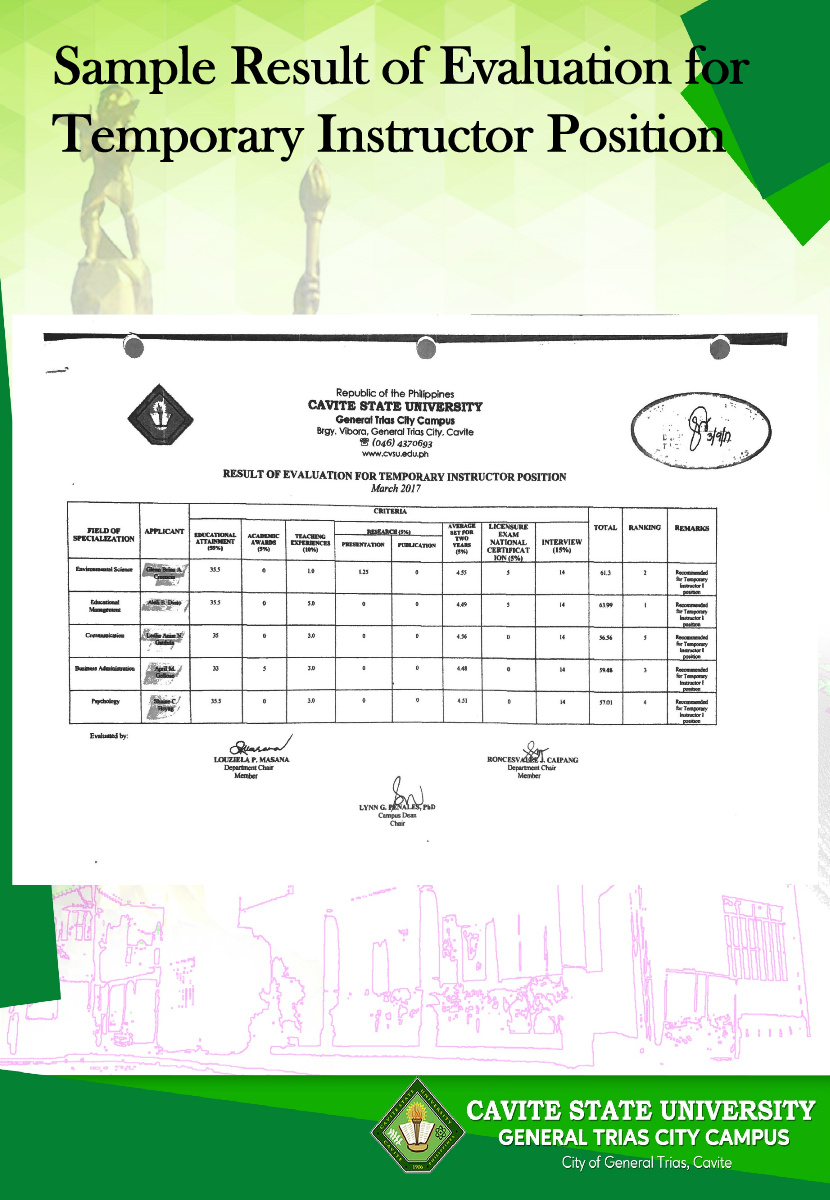 Sample Result of Evaluation for
Temporary Instructor Position
Republic of the Philippines
CAVITE STATE UNIVERSITY
General Trias City Campus
Brgy. Vibora, General Trias City, Cavite
☎ (046) 4370693
www.cvsu.edu.ph
3/9/17
RESULT OF EVALUATION FOR TEMPORARY INSTRUCTOR POSITION
March 2017
FIELD OF SPECIALIZATION APPLICANT CRITERIA TOTAL RANKING REMARKS
EDUCATIONAL ATTAINMENT (55%) ACADEMIC AWARDS (5%) TEACHING EXPERIENCES (10%) RESEARCH (5%) AVERAGE SET FOR TWO YEARS (5%) LICENSURE EXAM NATIONAL CERTIFICAT ION (5%) INTERVIEW (15%)
PRESENTATION PUBLICATION
Environmental Science 35.5 0 1.0 1.25 0 4.55 5 14 61.3 2 Recommended for Temporary Instructor I position
Educational Management 35.5 0 5.0 0 0 4.49 5 14 63.99 1 Recommended for Temporary Instructor I position
Communication 35 0 3.0 0 0 4.56 0 14 56.56 5 Recommended for Temporary Instructor I position
Business Administration 33 5 3.0 0 0 4.48 0 14 59.48 3 Recommended for Temporary Instructor I position
Psychology 35.5 0 3.0 0 0 4.51 0 14 57.01 4 Recommended for Temporary Instructor I position
Evaluated by:
LOUZIELA P. MASANA
Department Chair
Member
RONCESVALLE J. CAIPANG
Department Chair
Member
LYNN G. PENALES, PhD
Campus Dean
Chair
CAVITE STATE UNIVERSITY
GENERAL TRIAS CITY CAMPUS
City of General Trias, Cavite
1906